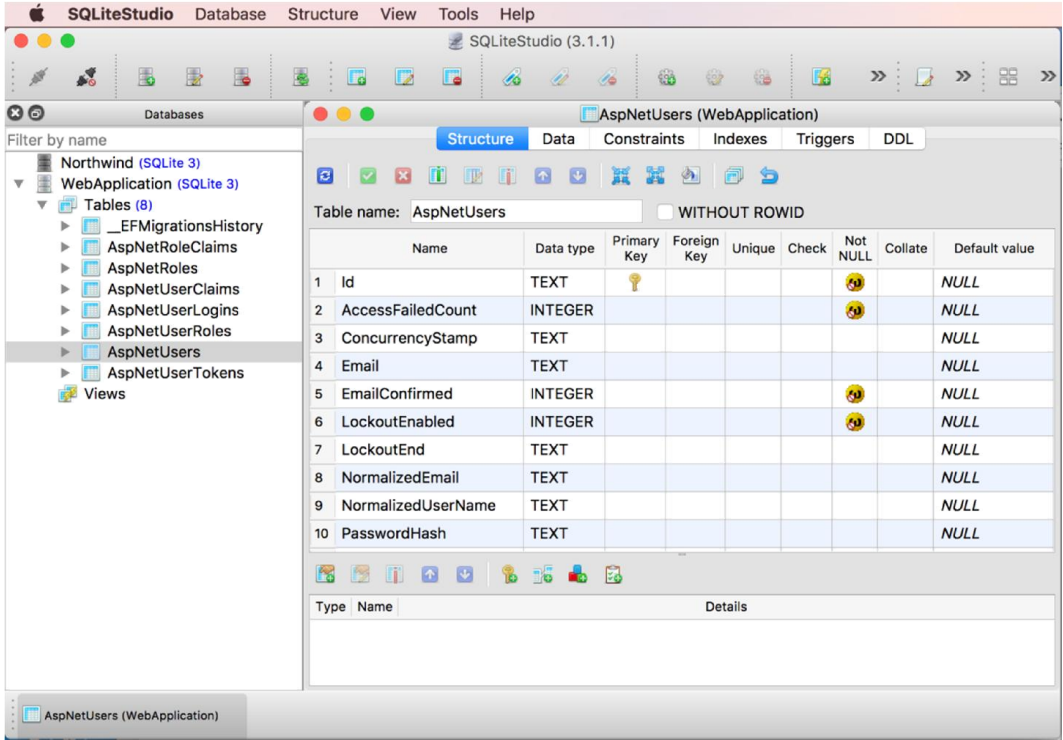 SQLiteStudio Database Structure View Tools Help
SQLiteStudio (3.1.1)
Databases
Filter by name
Northwind (SQLite 3)
WebApplication (SQLite 3)
Tables (8)
__EFMigrationsHistory
AspNetRoleClaims
AspNetRoles
AspNetUserClaims
AspNetUserLogins
AspNetUserRoles
AspNetUsers
AspNetUserTokens
Views
AspNetUsers (WebApplication)
Structure Data Constraints Indexes Triggers DDL
Table name: AspNetUsers WITHOUT ROWID
Name Data type Primary Key Foreign Key Unique Check Not NULL Collate Default value
1 Id TEXT NULL
2 AccessFailedCount INTEGER NULL
3 ConcurrencyStamp TEXT NULL
4 Email TEXT NULL
5 EmailConfirmed INTEGER NULL
6 LockoutEnabled INTEGER NULL
7 LockoutEnd TEXT NULL
8 NormalizedEmail TEXT NULL
9 NormalizedUserName TEXT NULL
10 PasswordHash TEXT NULL
Type Name Details
AspNetUsers (WebApplication)